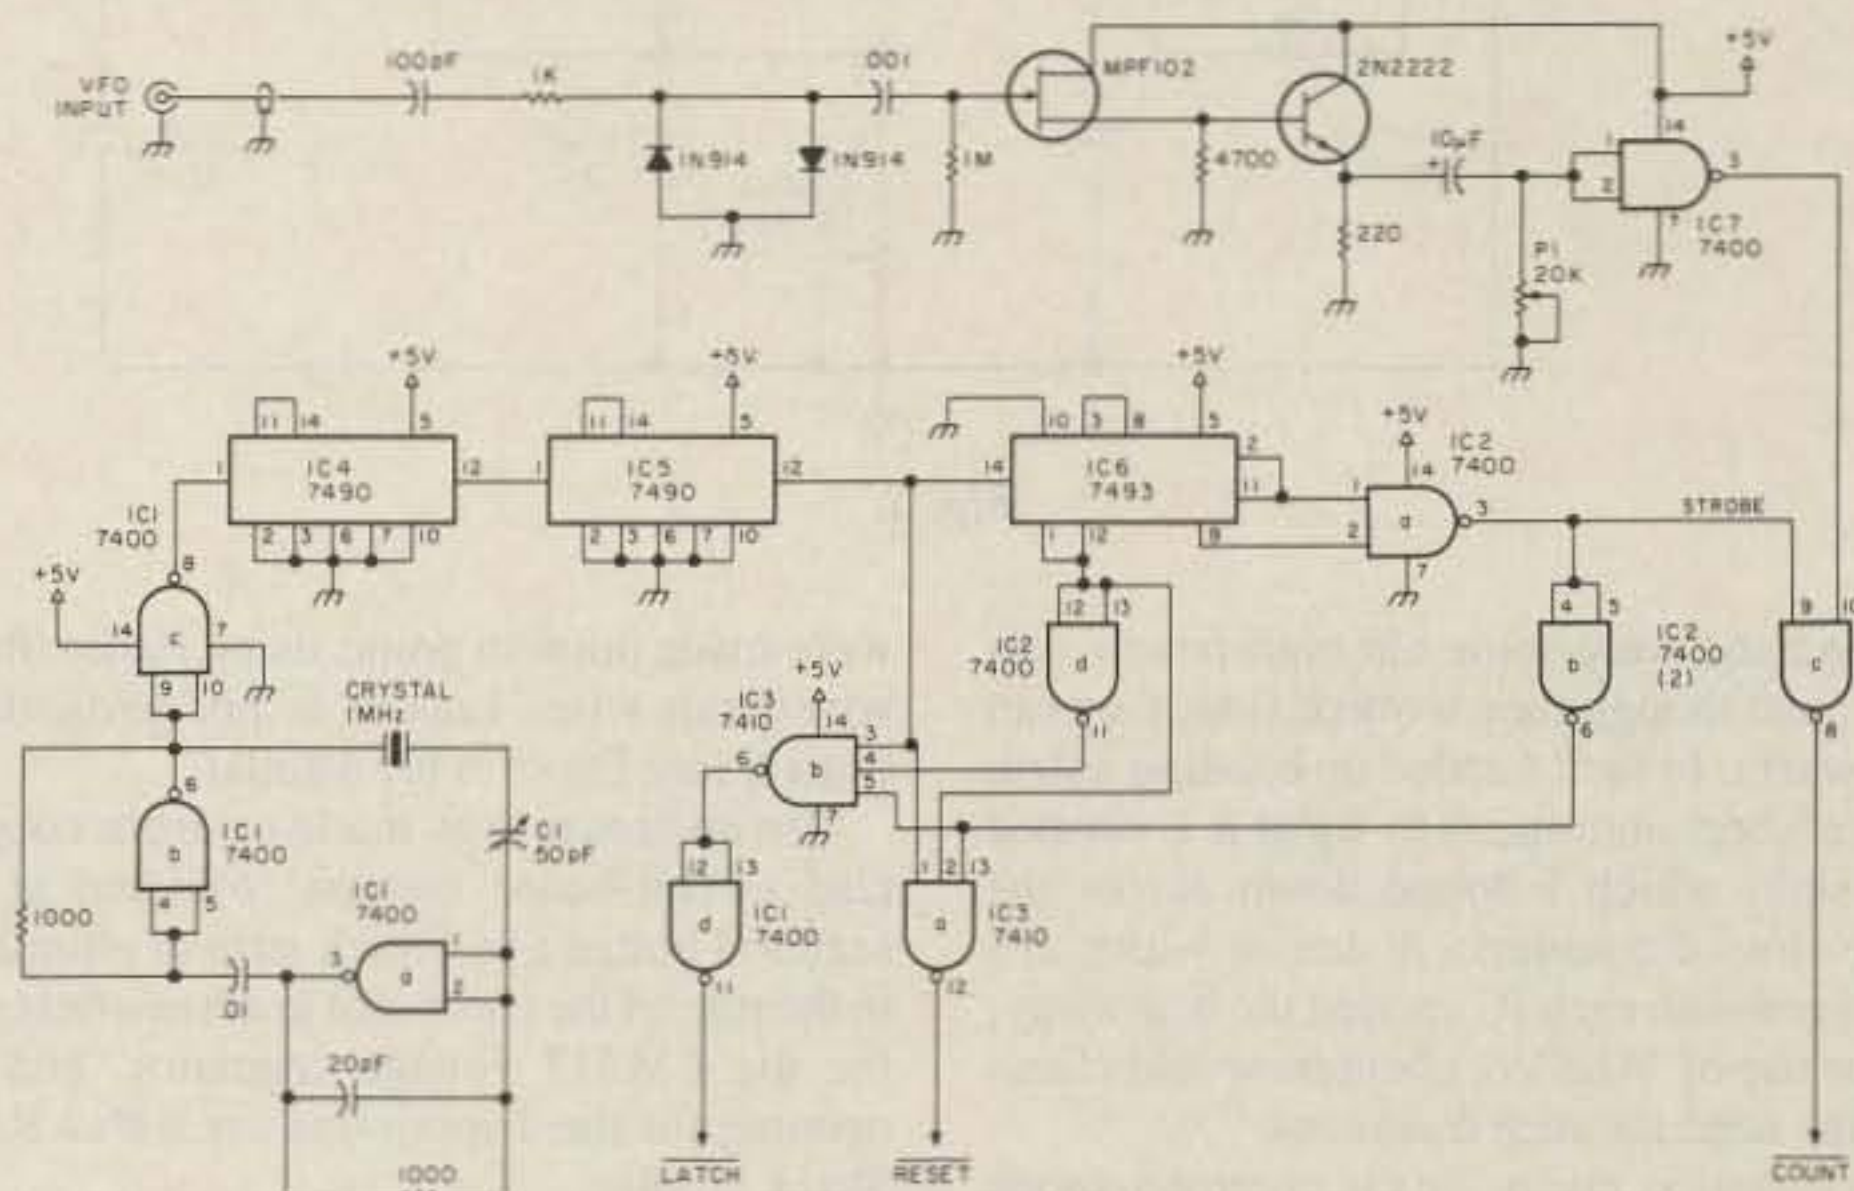 VFO
INPUT
100pF
1K
1N914
1N914
.001
1M
MPF102
4700
2N2222
220
10µF
+
P1
20K
1
2
14
3
7
+5V
IC7
7400
+5V
11
14
5
1
IC4
7490
12
2
3
6
7
10
+5V
11
14
5
1
IC5
7490
12
2
3
6
7
10
+5V
10
3
8
5
14
IC6
7493
2
11
1
12
9
+5V
14
IC2
7400
1
2
a
3
7
STROBE
IC1
7400
8
+5V
14
c
7
9
10
CRYSTAL
1MHz
6
b
IC1
7400
4
5
1000
.01
C1
50pF
IC1
7400
3
a
1
2
20pF
1000
IC2
7400
12
13
d
11
IC3
7410
+5V
14
6
b
3
4
5
7
12
13
d
IC1
7400
11
1
2
13
a
IC3
7410
12
4
5
b
6
IC2
7400
(2)
9
10
c
8
LATCH
RESET
COUNT